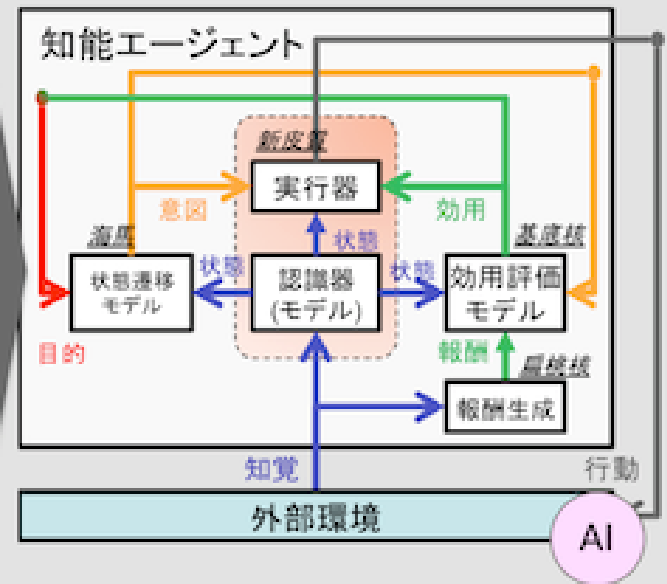 知能エージェント
新皮質
実行器
意図
効用
海馬
状態
基底核
状態遷移
モデル
状態
認識器
(モデル)
状態
効用評価
モデル
目的
報酬
扁桃核
報酬生成
知覚
行動
外部環境
AI